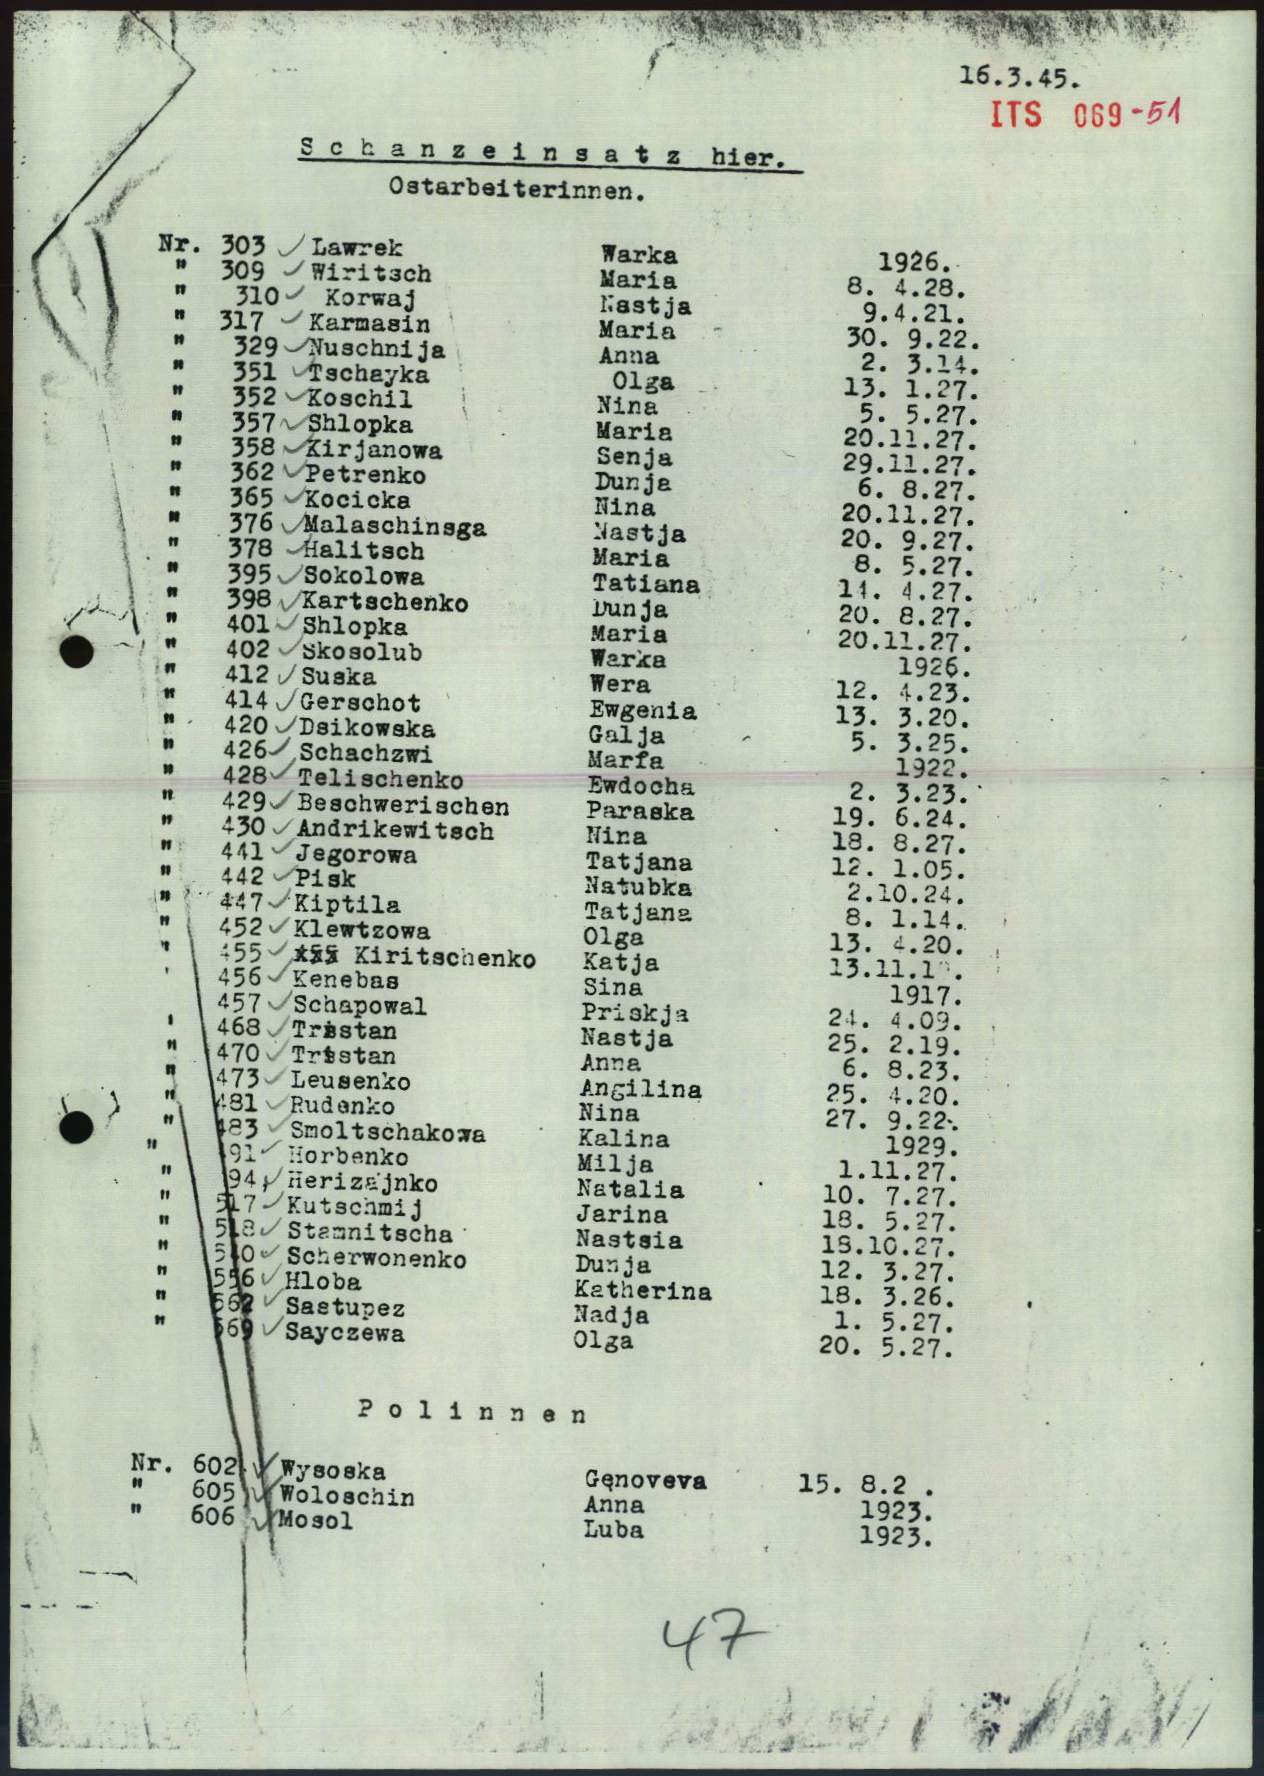 16.3.45.
ITS 069-51
Schanzeinsatz hier.
Ostarbeiterinnen.
Nr. 303 Lawrek Warka 1926.
" 309 Wiritsch Maria 8. 4.28.
" 310 Korwaj Nastja 9.4.21.
" 317 Karmasin Maria 30. 9.22.
" 329 Nuschnija Anna 2. 3.14.
" 351 Tschayka Olga 13. 1.27.
" 352 Koschil Nina 5. 5.27.
" 357 Shlopka Maria 20.11.27.
" 358 Kirjanowa Senja 29.11.27.
" 362 Petrenko Dunja 6. 8.27.
" 365 Kocicka Nina 20.11.27.
" 376 Malaschinsga Nastja 20. 9.27.
" 378 Halitsch Maria 8. 5.27.
" 395 Sokolowa Tatiana 14. 4.27.
" 398 Kartschenko Dunja 20. 8.27.
" 401 Shlopka Maria 20.11.27.
" 402 Skosolub Warka 1926.
" 412 Suska Wera 12. 4.23.
" 414 Gerschot Ewgenia 13. 3.20.
" 420 Dsikowska Galja 5. 3.25.
" 426 Schachzwi Marfa 1922.
" 428 Telischenko Ewdocha 2. 3.23.
" 429 Beschwerischen Paraska 19. 6.24.
" 430 Andrikewitsch Nina 18. 8.27.
" 441 Jegorowa Tatjana 12. 1.05.
" 442 Pisk Natubka 2.10.24.
" 447 Kiptila Tatjana 8. 1.14.
" 452 Klewtzowa Olga 13. 4.20.
" 455 Kiritschenko Katja
" 456 Kenebas Sina 1917.
457 Schapowal Priskja 24. 4.09.
" 468 Tristan Nastja 25. 2.19.
" 470 Tristan Anna 6. 8.23.
" 473 Leusenko Angilina 25. 4.20.
" 481 Rudenko Nina 27. 9.22.
" 483 Smoltschakowa Kalina 1929.
" 91 Horbenko Milja 1.11.27.
" 94 Herizajnko Natalia 10. 7.27.
" 517 Kutschmij Jarina 18. 5.27.
" 518 Stamnitscha Nastsia 18.10.27.
" 540 Scherwonenko Dunja 12. 3.27.
" 556 Hloba Katherina 18. 3.26.
" 562 Sastupez Nadja 1. 5.27.
" 569 Sayczewa Olga 20. 5.27.
Polinnen
Nr. 602 Wysoska Genoveva 15. 8.2 .
" 605 Woloschin Anna 1923.
" 606 Mosol Luba 1923.
47